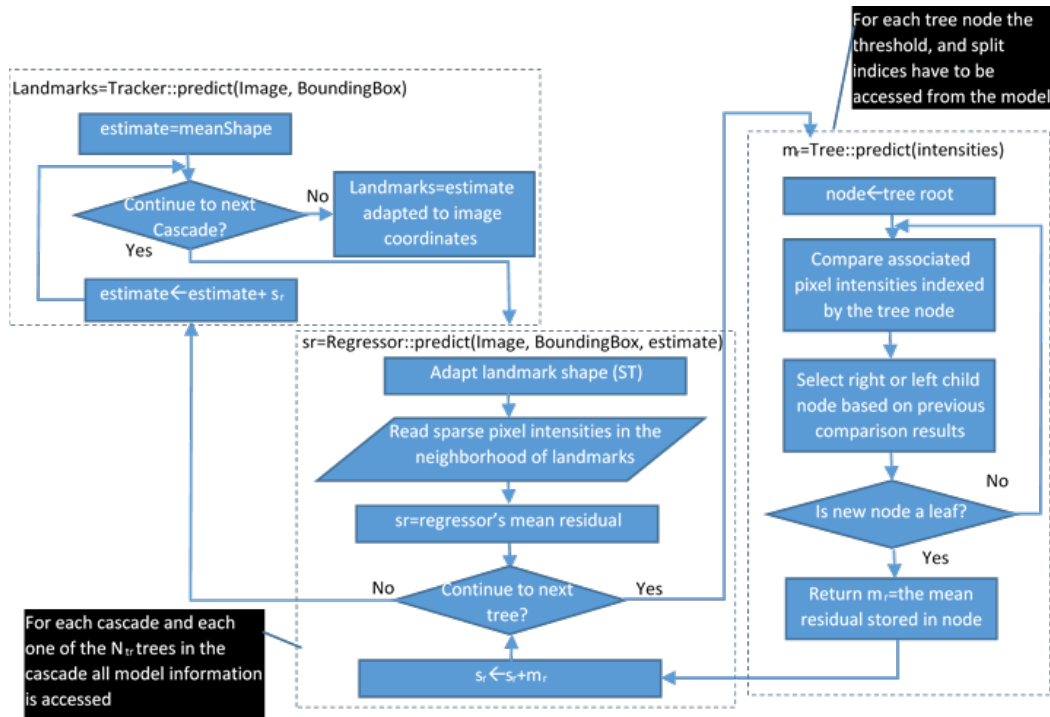 For each tree node the
threshold, and split
indices have to be
accessed from the model
Landmarks=Tracker::predict(Image, BoundingBox)
estimate=meanShape
Continue to next
Cascade?
No
Yes
Landmarks=estimate
adapted to image
coordinates
estimate←estimate+ sᵣ
sr=Regressor::predict(Image, BoundingBox, estimate)
Adapt landmark shape (ST)
Read sparse pixel intensities in the
neighborhood of landmarks
sr=regressor's mean residual
Continue to next
tree?
No
Yes
sᵣ←sᵣ+mᵣ
For each cascade and each
one of the Nₜᵣ trees in the
cascade all model information
is accessed
mᵣ=Tree::predict(intensities)
node←tree root
Compare associated
pixel intensities indexed
by the tree node
Select right or left child
node based on previous
comparison results
Is new node a leaf?
No
Yes
Return mᵣ=the mean
residual stored in node